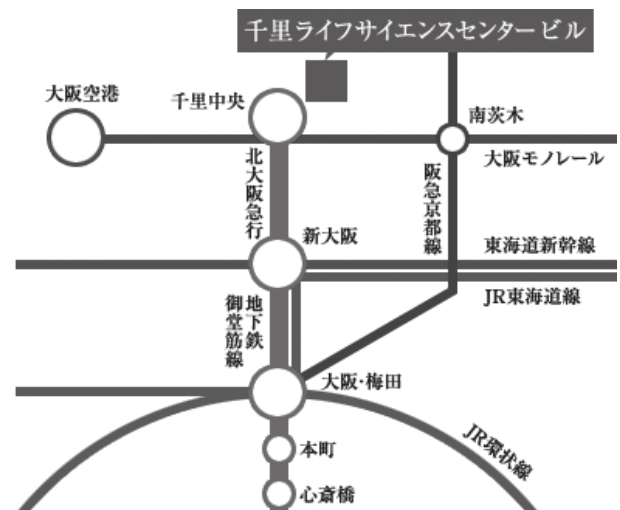 千里ライフサイエンスセンタービル
大阪空港
千里中央
南茨木
大阪モノレール
北大阪急行
阪急京都線
新大阪
東海道新幹線
JR東海道線
地下鉄
御堂筋線
大阪・梅田
JR環状線
本町
心斎橋